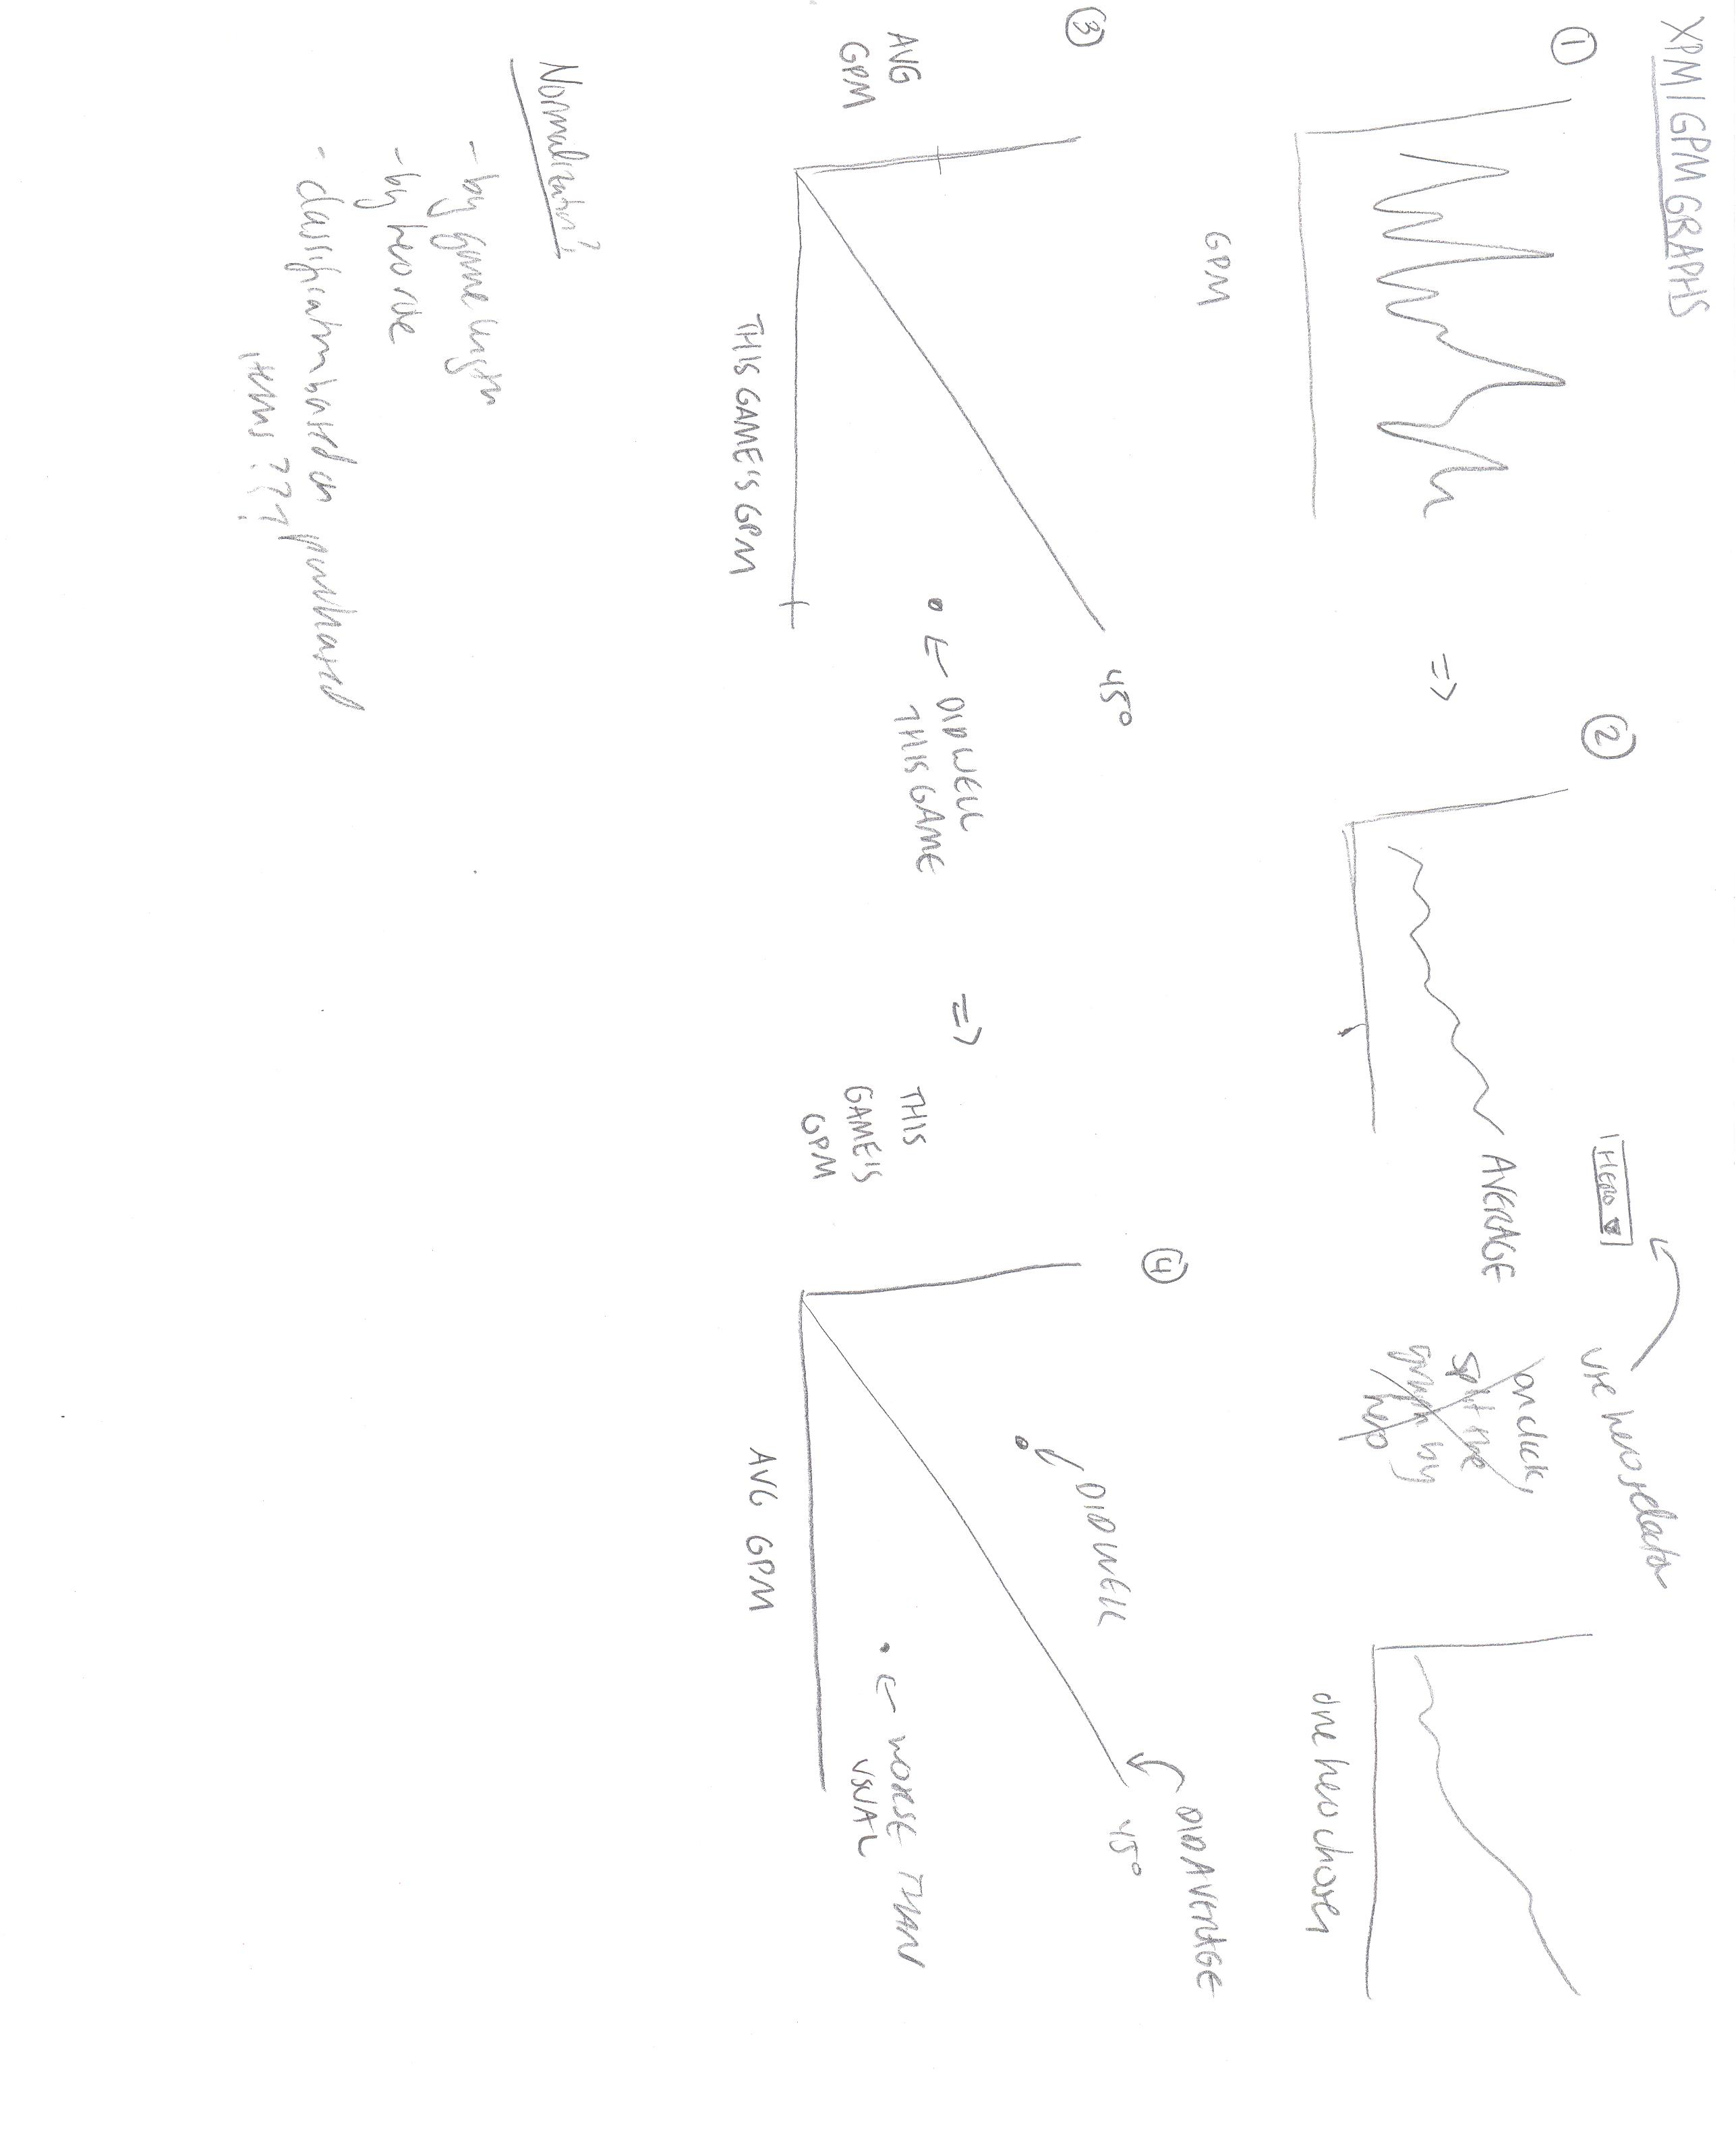 XPM/GPM GRAPHS
①
GPM
=>
②
AVERAGE
HERO ▼
use hero selector
on click
split the
graph by
hero
one hero chosen
③
AVG
GPM
THIS GAME'S GPM
45°
← DID WELL
THIS GAME
=>
④
THIS
GAME'S
GPM
AVG GPM
DID WELL
← WORSE THAN
USUAL
DID AVERAGE
45°
Normalization?
- by game length
- by hero role
- classification based on purchased
items???